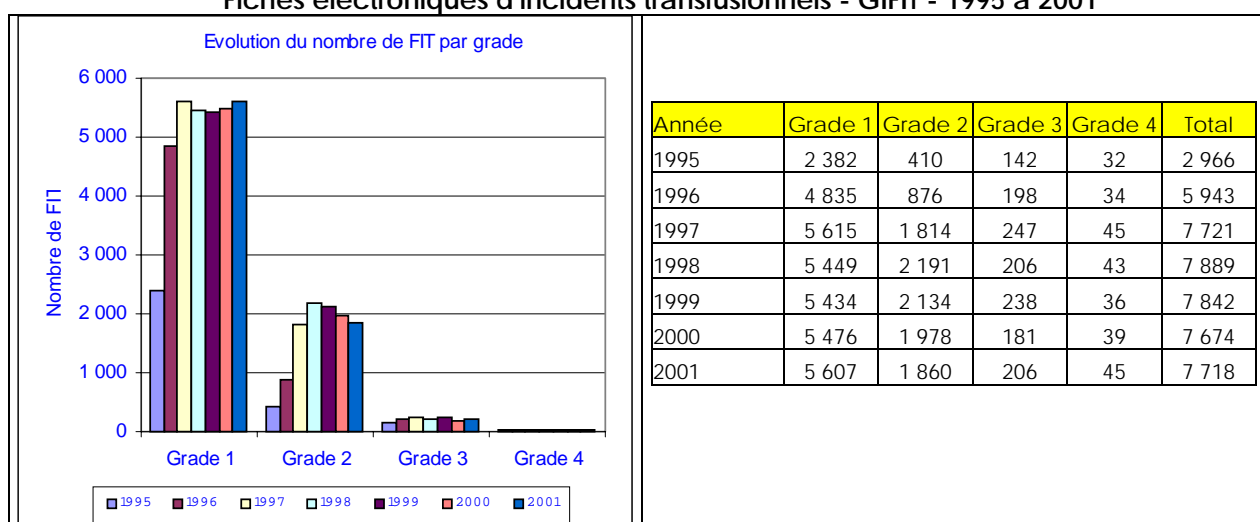 Fiches électroniques d'incidents transfusionnels - GIFIT - 1995 à 2001
Evolution du nombre de FIT par grade
6 000
5 000
4 000
3 000
2 000
1 000
0
Nombre de FIT
Grade 1 Grade 2 Grade 3 Grade 4
1995 1996 1997 1998 1999 2000 2001
Année Grade 1 Grade 2 Grade 3 Grade 4 Total
1995 2 382 410 142 32 2 966
1996 4 835 876 198 34 5 943
1997 5 615 1 814 247 45 7 721
1998 5 449 2 191 206 43 7 889
1999 5 434 2 134 238 36 7 842
2000 5 476 1 978 181 39 7 674
2001 5 607 1 860 206 45 7 718